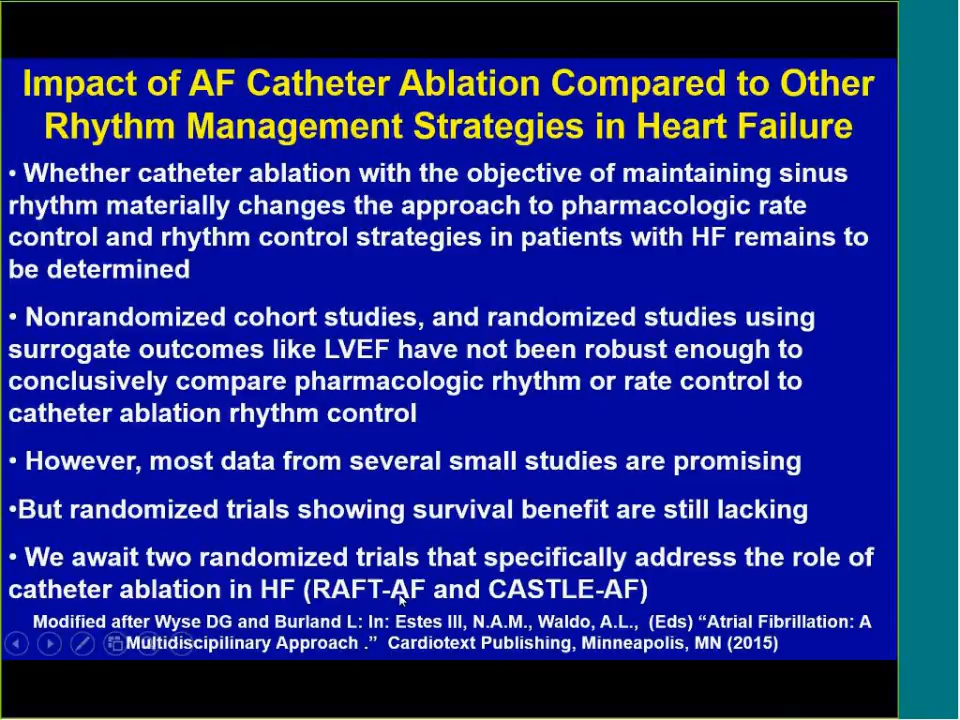 Impact of AF Catheter Ablation Compared to Other
Rhythm Management Strategies in Heart Failure
• Whether catheter ablation with the objective of maintaining sinus
rhythm materially changes the approach to pharmacologic rate
control and rhythm control strategies in patients with HF remains to
be determined
• Nonrandomized cohort studies, and randomized studies using
surrogate outcomes like LVEF have not been robust enough to
conclusively compare pharmacologic rhythm or rate control to
catheter ablation rhythm control
• However, most data from several small studies are promising
•But randomized trials showing survival benefit are still lacking
• We await two randomized trials that specifically address the role of
catheter ablation in HF (RAFT-AF and CASTLE-AF)
Modified after Wyse DG and Burland L: In: Estes III, N.A.M., Waldo, A.L., (Eds) “Atrial Fibrillation: A
Multidiscipilinary Approach .” Cardiotext Publishing, Minneapolis, MN (2015)